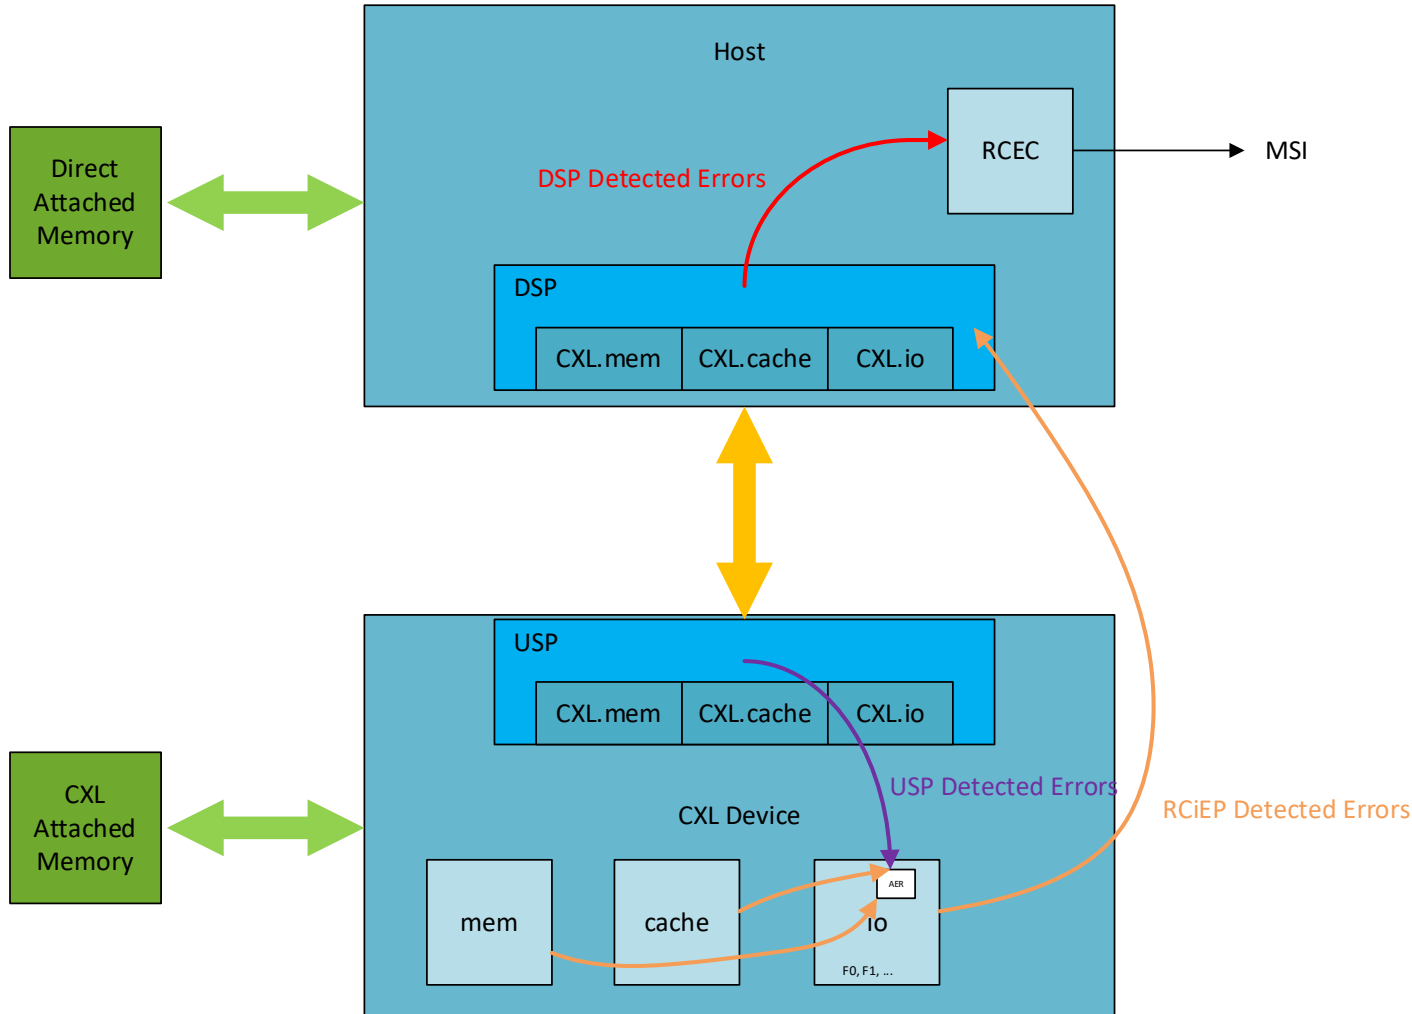 Host
Direct
Attached
Memory
RCEC
MSI
DSP Detected Errors
DSP
CXL.mem
CXL.cache
CXL.io
USP
CXL.mem
CXL.cache
CXL.io
CXL
Attached
Memory
USP Detected Errors
RCiEP Detected Errors
CXL Device
mem
cache
AER
io
F0, F1, ...